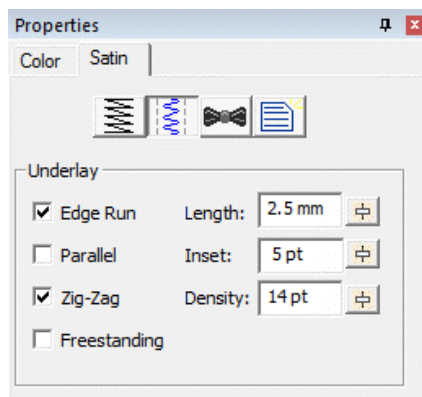 Properties
Color Satin
Underlay
Edge Run Length: 2.5 mm
Parallel Inset: 5 pt
Zig-Zag Density: 14 pt
Freestanding